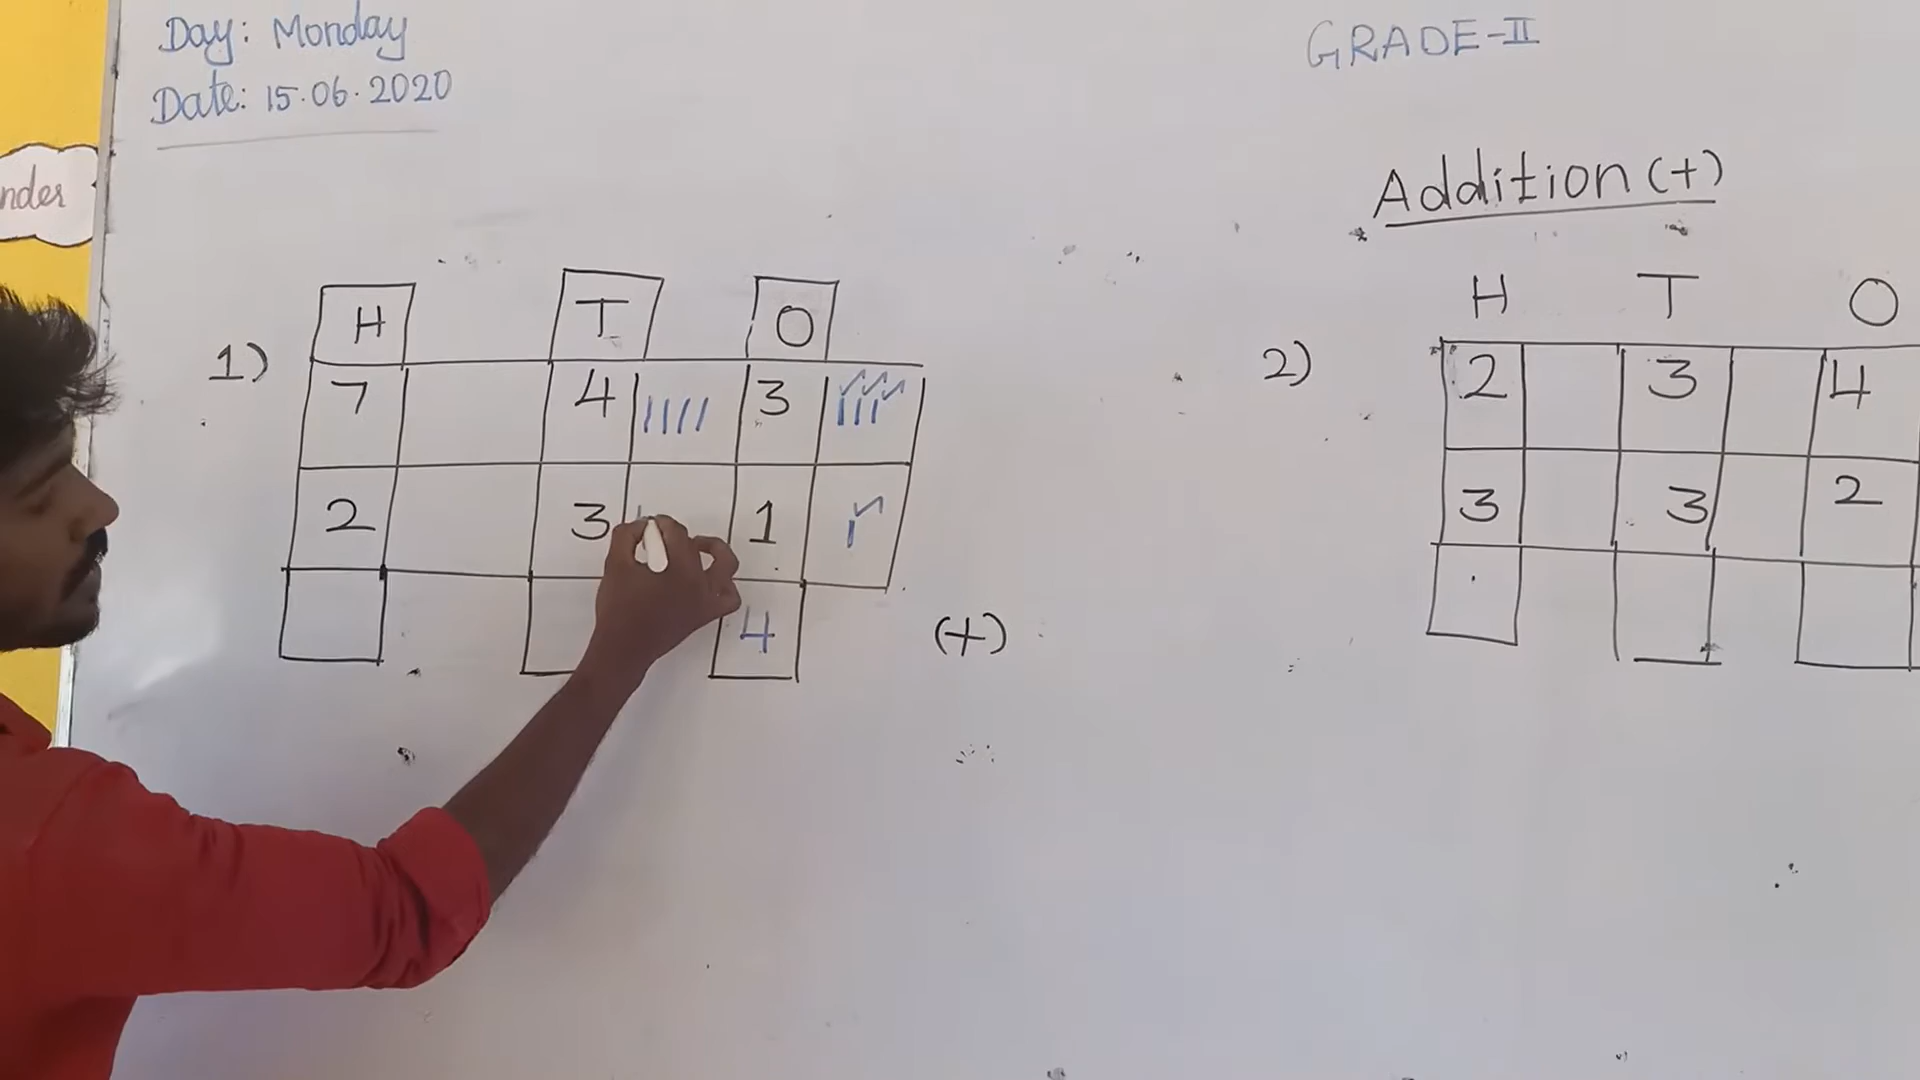 Day: Monday
Date: 15.06.2020
GRADE-II
nder
Addition (+)
1)
H T O
7 4 3
2 3 1
4
(+)
2)
H T O
2 3 4
3 3 2